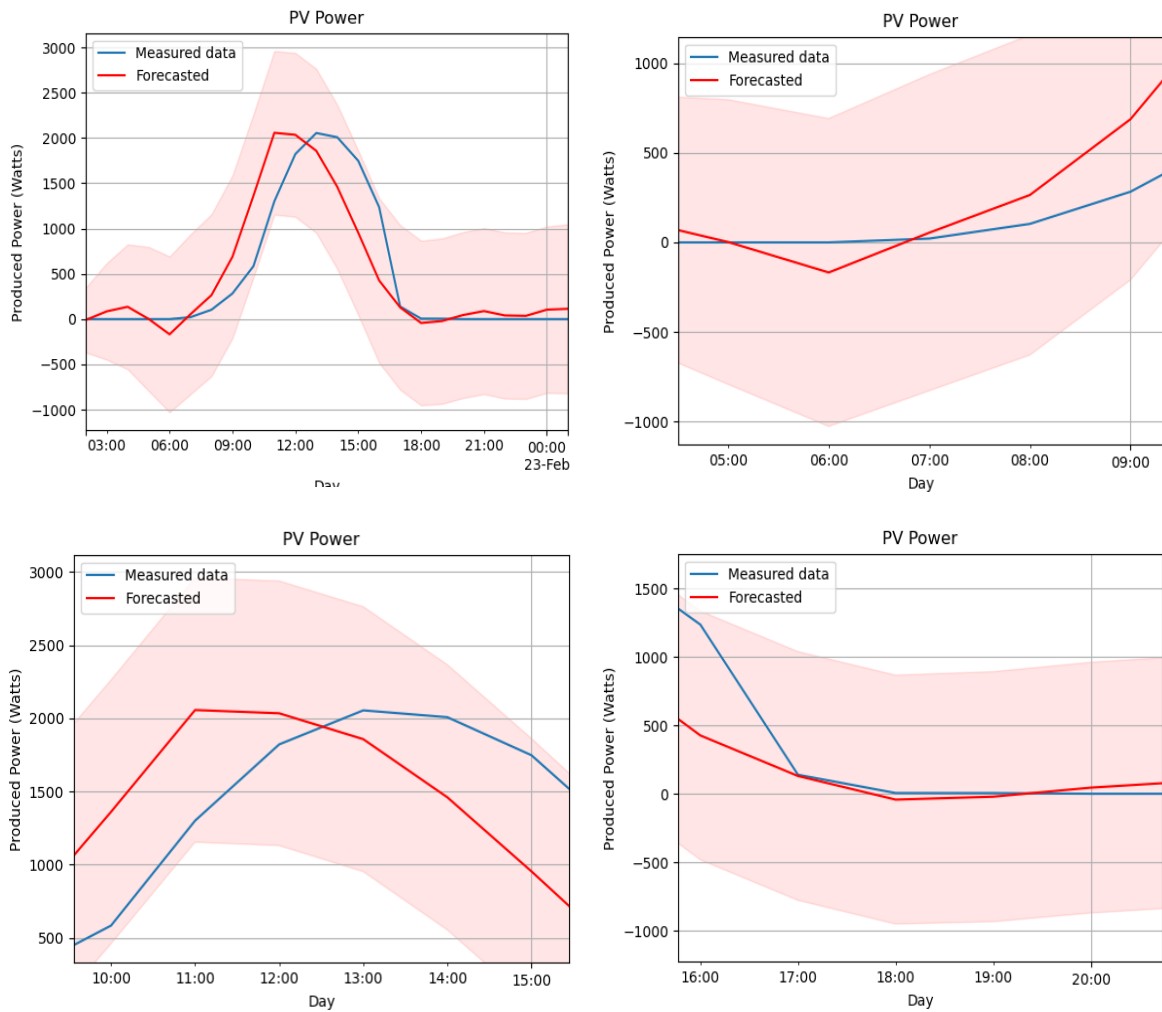 PV Power
Produced Power (Watts)
3000
2500
2000
1500
1000
500
0
−500
−1000
Measured data
Forecasted
03:00 06:00 09:00 12:00 15:00 18:00 21:00 00:00
23-Feb
Day
PV Power
Produced Power (Watts)
1000
500
0
−500
−1000
Measured data
Forecasted
05:00 06:00 07:00 08:00 09:00
Day
PV Power
Produced Power (Watts)
3000
2500
2000
1500
1000
500
Measured data
Forecasted
10:00 11:00 12:00 13:00 14:00 15:00
Day
PV Power
Produced Power (Watts)
1500
1000
500
0
−500
−1000
Measured data
Forecasted
16:00 17:00 18:00 19:00 20:00
Day